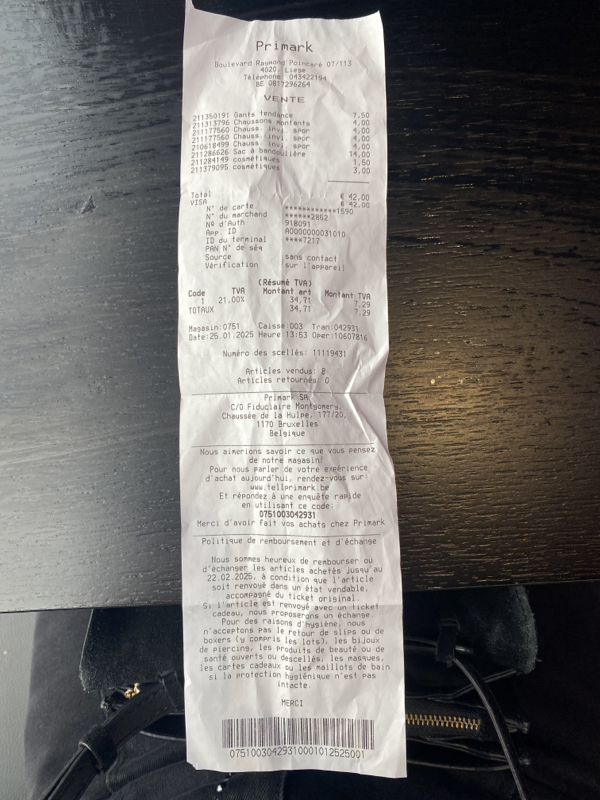 Primark
Boulevard Raymond Poincaré 07/113
4020, Liege
Téléphone 043422194
BE 0817296264
VENTE
211350191 Gants tendance 7,50
211313796 Chaussons montants 4,00
211177560 Chauss. invi. spor 4,00
211177560 Chauss. invi. spor 4,00
210618499 Chauss. invi. spor 4,00
211286626 Sac à bandoulière 14,00
211284149 cosmétiques 1,50
211379095 cosmétiques 3,00
Total € 42,00
VISA € 42,00
N° de carte ************1590
N° du marchand ******2852
Nº d'Auth 918091
App. ID A0000000031010
ID du terminal ****7217
PAN N° de séq
Source sans contact
Vérification sur l'appareil
(Résumé TVA)
Code TVA Montant art Montant TVA
1 21.00% 34.71 7.29
TOTAUX 34.71 7.29
Magasin:0751 Caisse:003 Tran:042931
Date:25.01.2025 Heure 13:53 Oper:10607816
Numéro des scellés: 11119431
Articles vendus: 8
Articles retournés: 0
Primark SA
C/O Fiduciaire Montgomery,
Chaussée de la Hulpe, 177/20,
1170 Bruxelles
Belgique
Nous aimerions savoir ce que vous pensez
de notre magasin!
Pour nous parler de votre expérience
d'achat aujourd'hui, rendez-vous sur:
www.tellprimark.be
Et répondez à une enquête rapide
en utilisant ce code:
0751003042931
Merci d'avoir fait vos achats chez Primark
Politique de remboursement et d'échange
Nous sommes heureux de rembourser ou
d'échanger les articles achetés jusqu'au
22.02.2025, à condition que l'article
soit renvoyé dans un état vendable,
accompagné du ticket original.
Si l'article est renvoyé avec un ticket
cadeau, nous proposerons un échange.
Pour des raisons d'hygiène, nous
n'acceptons pas le retour de slips ou de
boxers (y compris les lots), les bijoux
de piercing, les produits de beauté ou de
santé ouverts ou descellés, les masques,
les cartes cadeaux ou les maillots de bain
si la protection hygiénique n'est pas
intacte.
MERCI
07510030429310001012525001